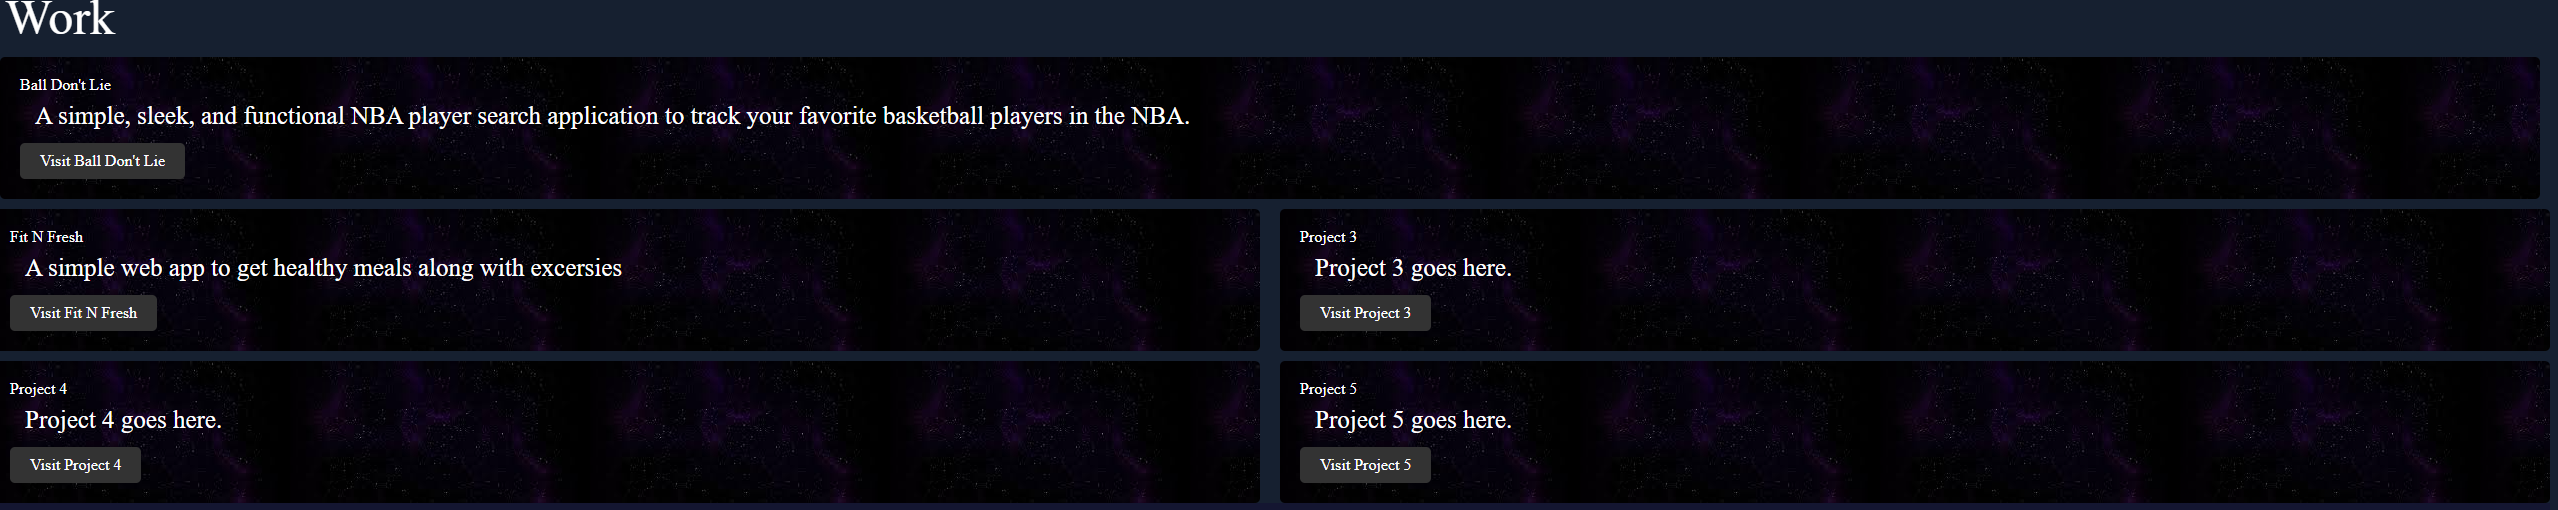 Work
Ball Don't Lie
A simple, sleek, and functional NBA player search application to track your favorite basketball players in the NBA.
Visit Ball Don't Lie
Fit N Fresh
A simple web app to get healthy meals along with excersies
Visit Fit N Fresh
Project 3
Project 3 goes here.
Visit Project 3
Project 4
Project 4 goes here.
Visit Project 4
Project 5
Project 5 goes here.
Visit Project 5